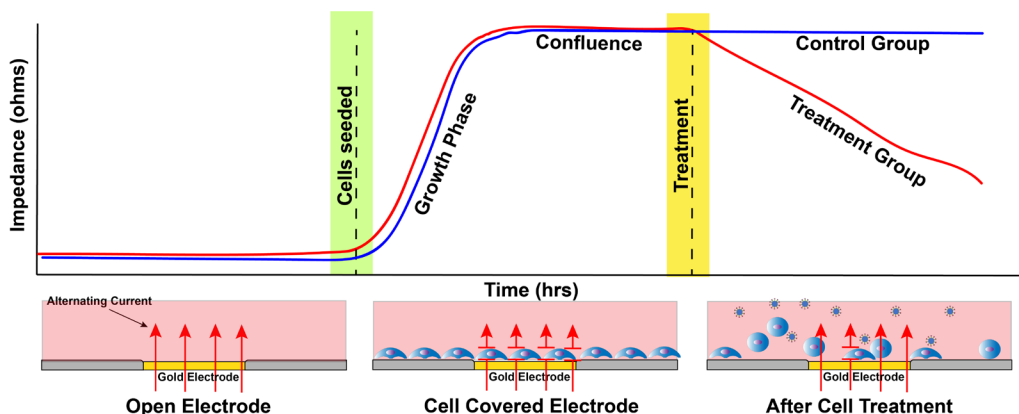 Impedance (ohms)
Cells seeded
Growth Phase
Confluence
Treatment
Control Group
Treatment Group
Time (hrs)
Alternating Current
Gold Electrode
Gold Electrode
Gold Electrode
Open Electrode
Cell Covered Electrode
After Cell Treatment